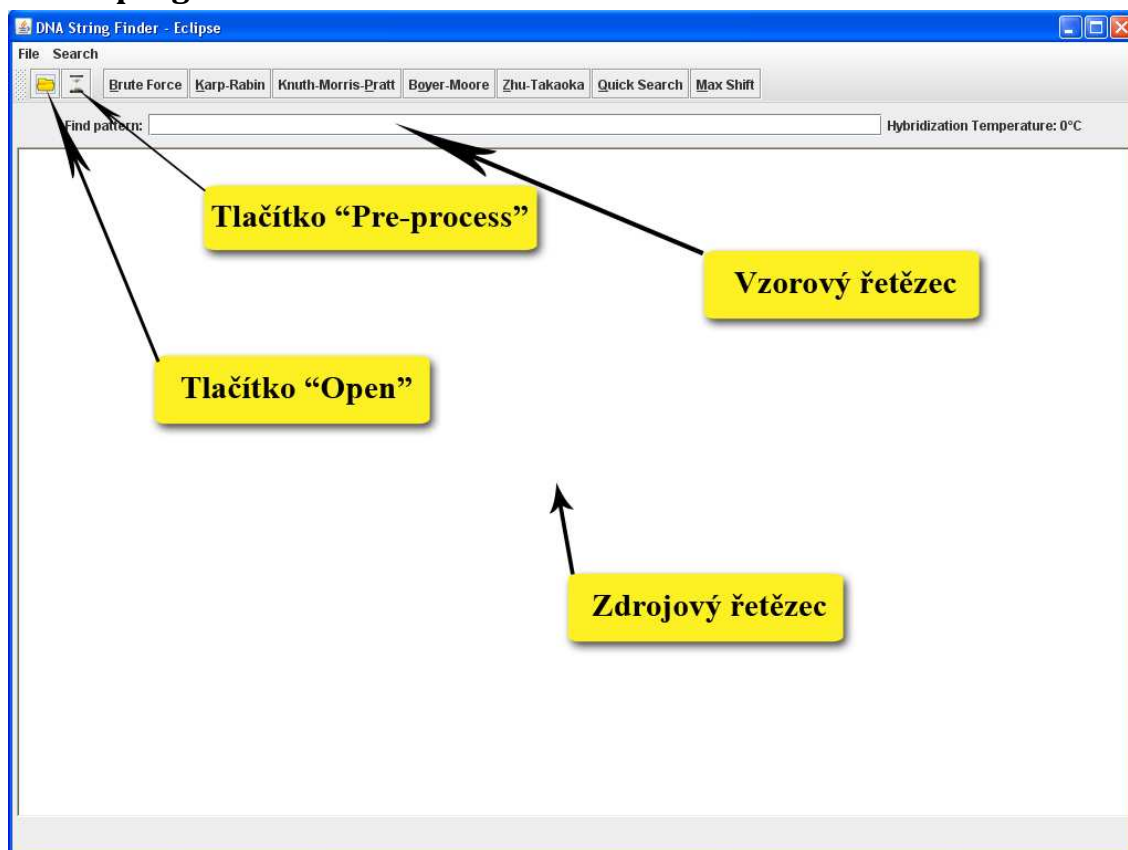 DNA String Finder - Eclipse
File Search
Brute Force Karp-Rabin Knuth-Morris-Pratt Boyer-Moore Zhu-Takaoka Quick Search Max Shift
Find pattern: Hybridization Temperature: 0°C
Tlačítko “Pre-process”
Vzorový řetězec
Tlačítko “Open”
Zdrojový řetězec